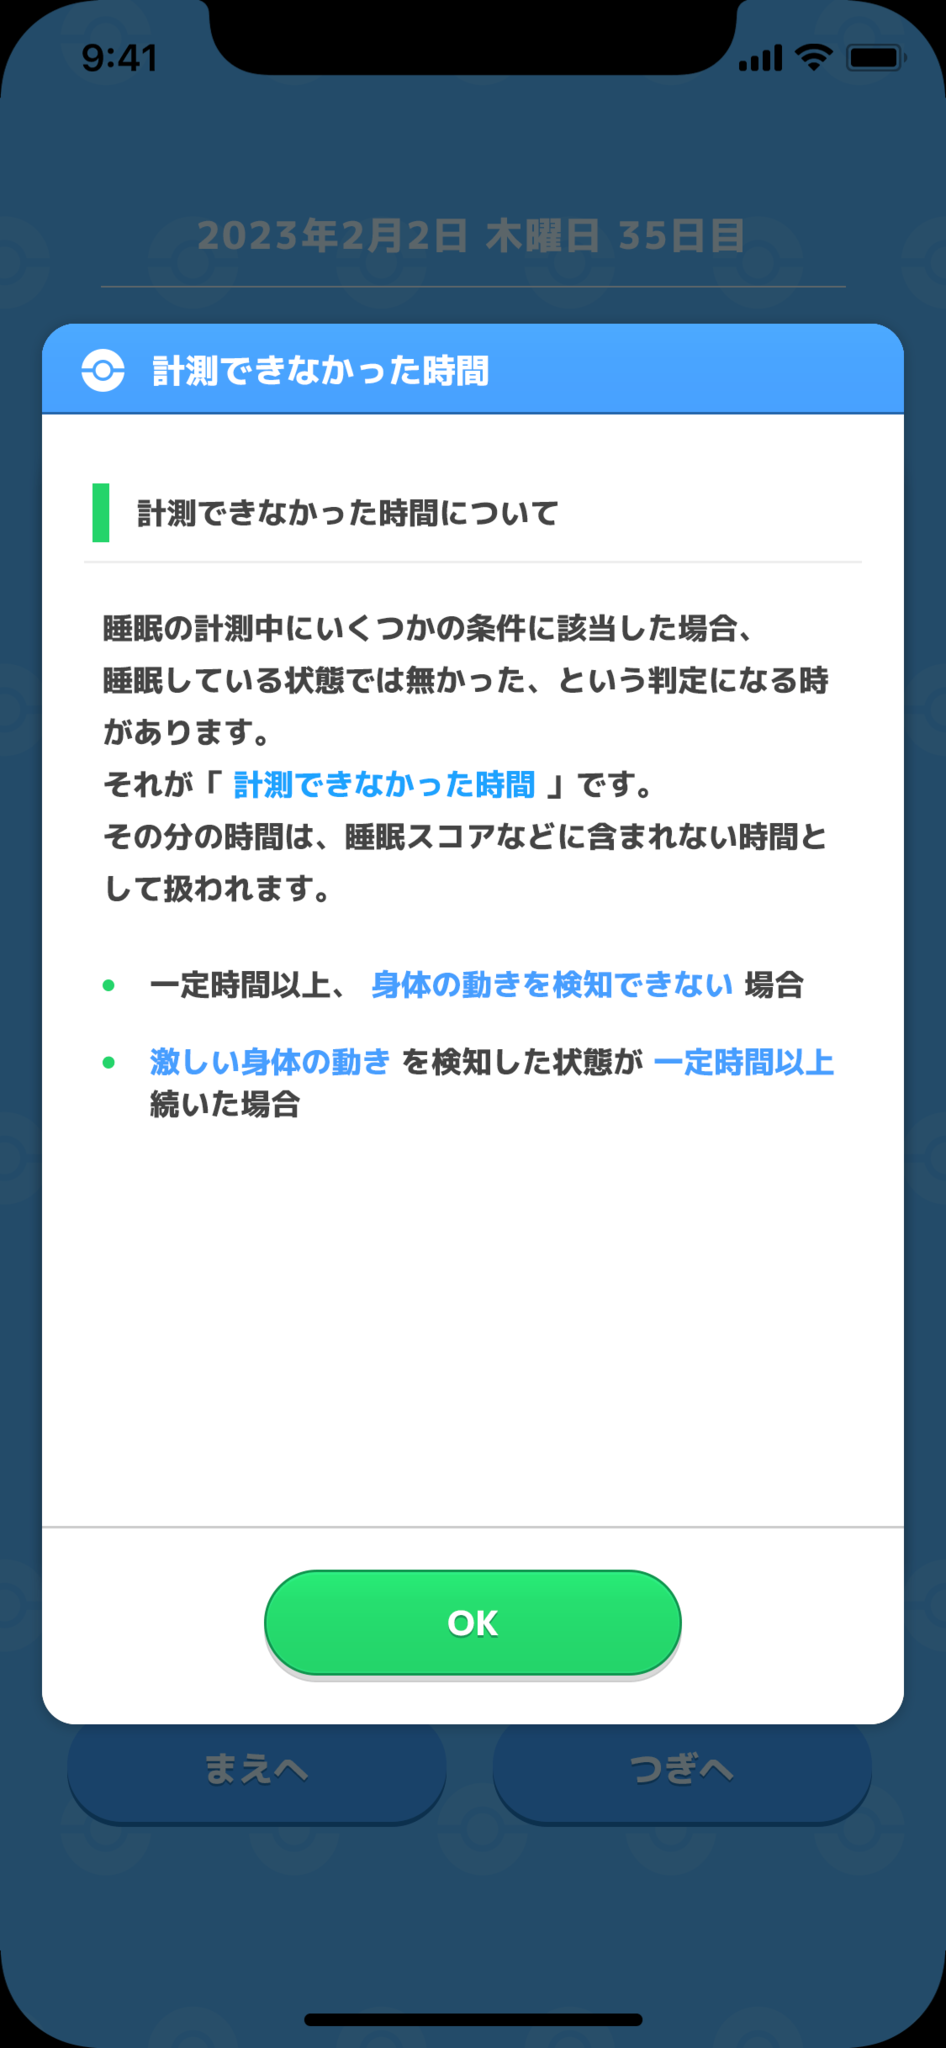 9:41
2023年2月2日 木曜日 35日目
計測できなかった時間
計測できなかった時間について
睡眠の計測中にいくつかの条件に該当した場合、
睡眠している状態では無かった、という判定になる時
があります。
それが「 計測できなかった時間 」です。
その分の時間は、睡眠スコアなどに含まれない時間と
して扱われます。
• 一定時間以上、 身体の動きを検知できない 場合
• 激しい身体の動き を検知した状態が 一定時間以上
続いた場合
OK
まえへ
つぎへ